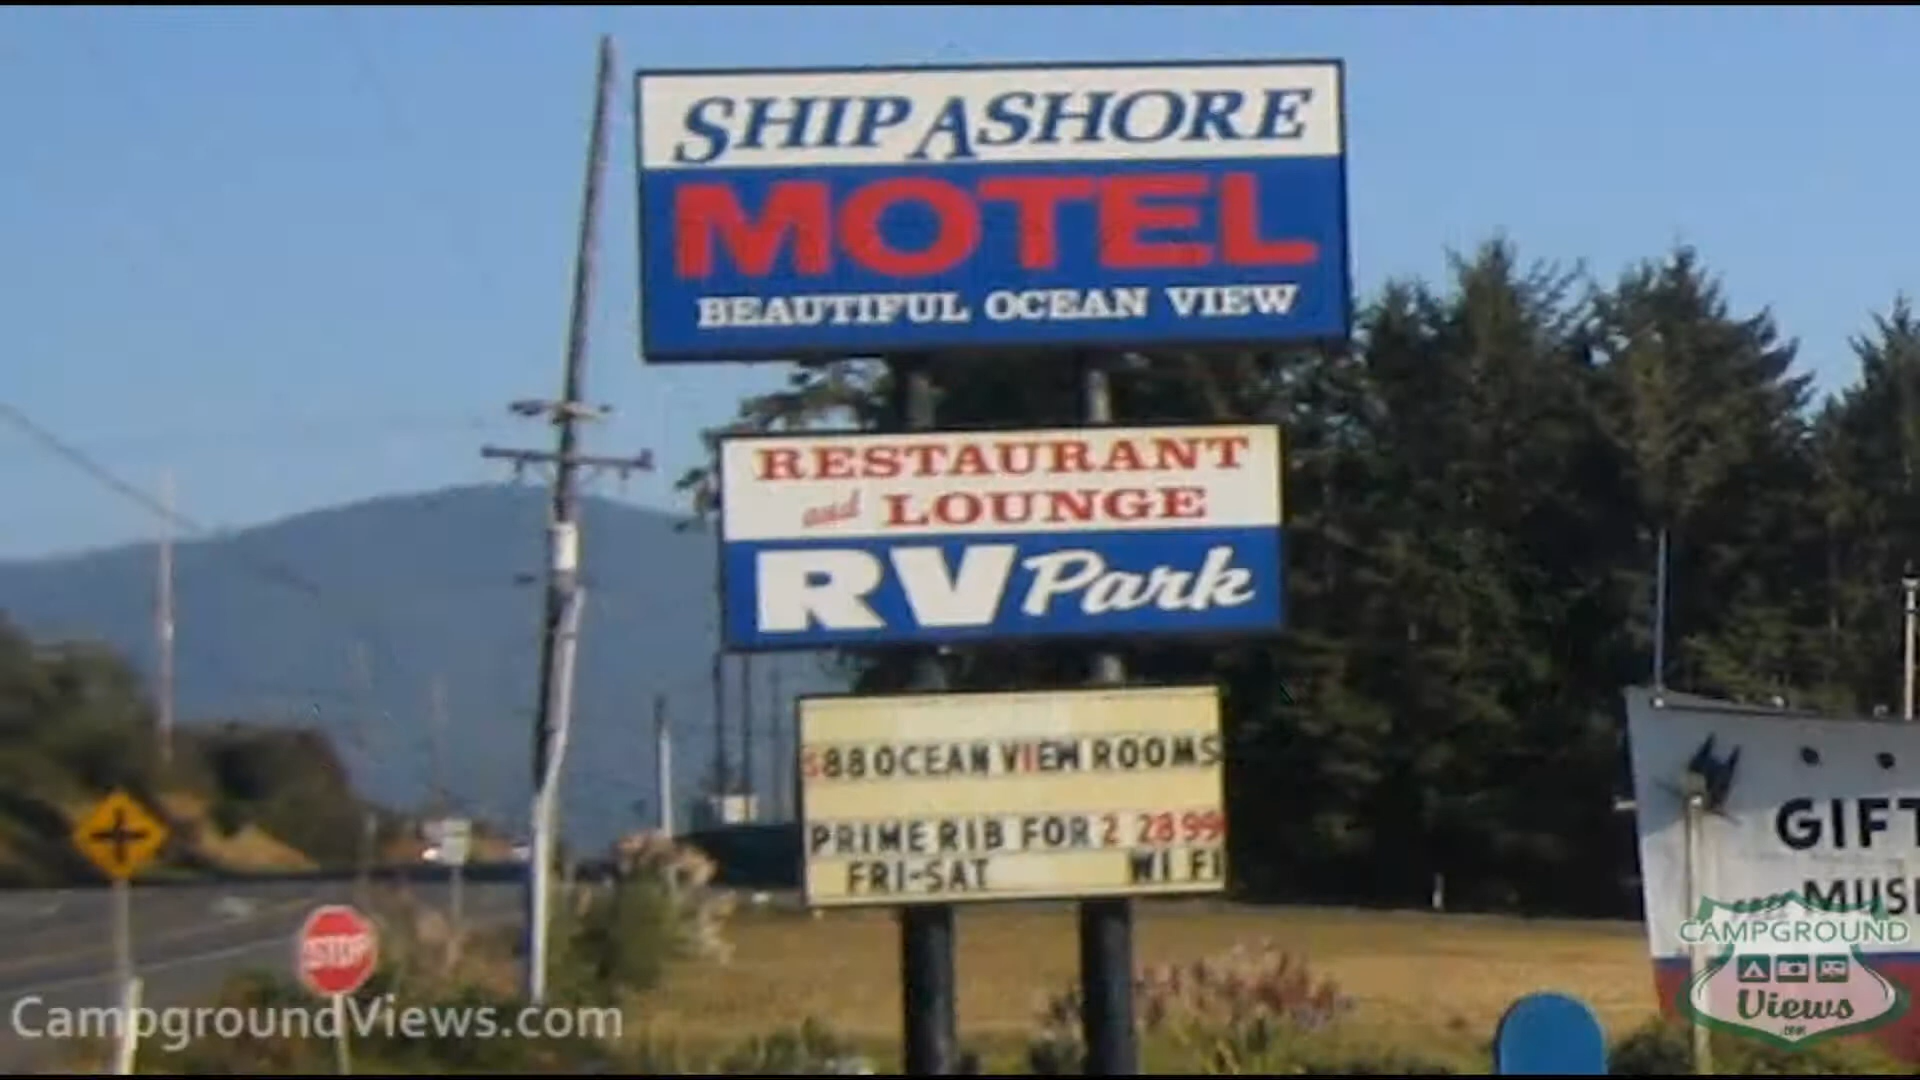 SHIP ASHORE
MOTEL
BEAUTIFUL OCEAN VIEW
RESTAURANT
and LOUNGE
RV Park
$88 OCEAN VIEW ROOMS
PRIME RIB FOR 2 28 99
FRI-SAT WI FI
STOP
GIFT
MUS
CAMPGROUND
Views
CampgroundViews.com